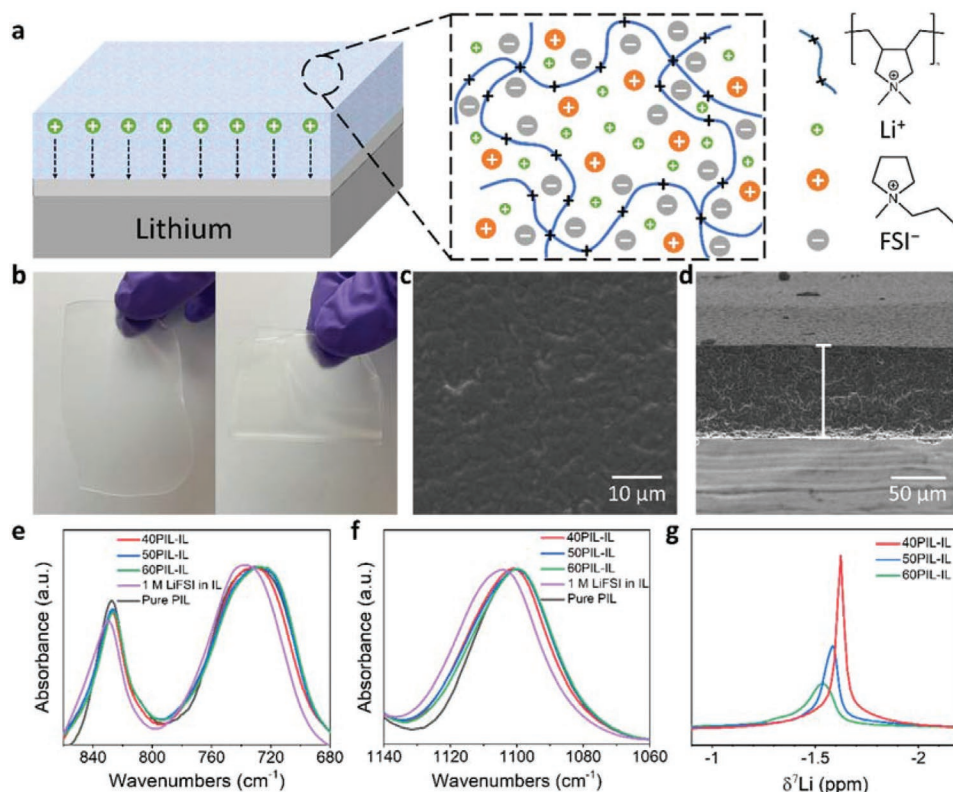 a
Lithium
Li⁺
FSI⁻
b
c
10 μm
d
50 μm
e
40PIL-IL
50PIL-IL
60PIL-IL
1 M LiFSI in IL
Pure PIL
Absorbance (a.u.)
840 800 760 720 680
Wavenumbers (cm⁻¹)
f
40PIL-IL
50PIL-IL
60PIL-IL
1 M LiFSI in IL
Pure PIL
Absorbance (a.u.)
1140 1120 1100 1080 1060
Wavenumbers (cm⁻¹)
g
40PIL-IL
50PIL-IL
60PIL-IL
-1 -1.5 -2
δ⁷Li (ppm)